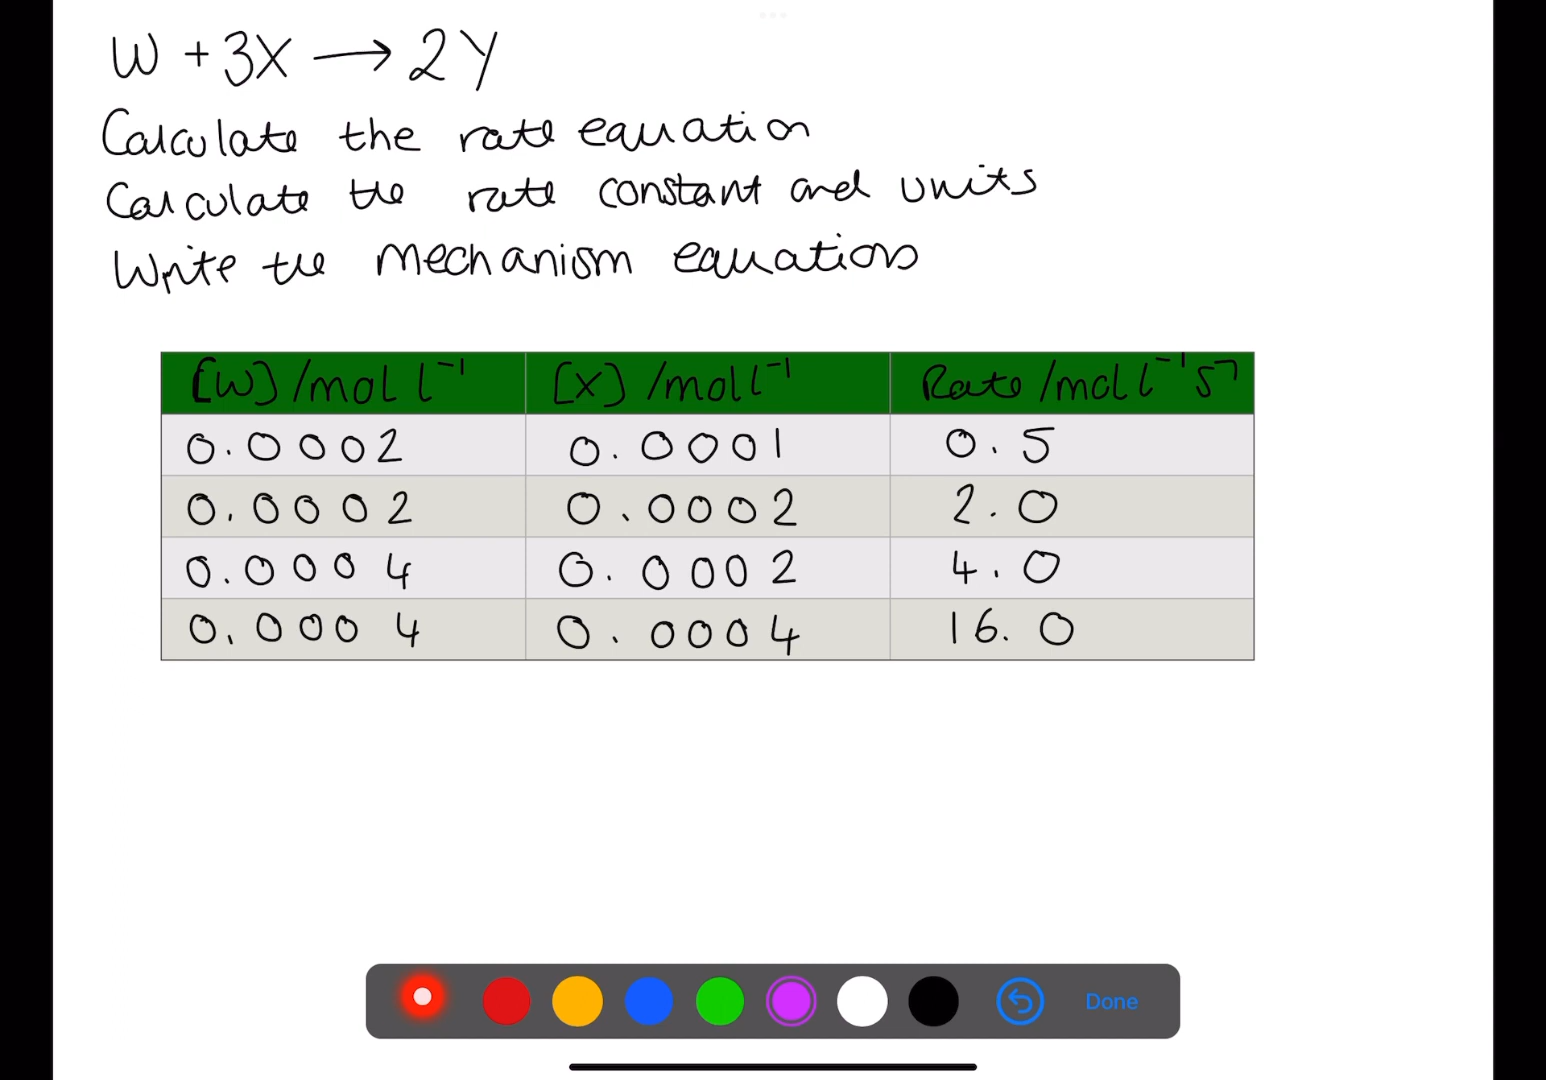 W + 3X → 2Y
Calculate the rate equation
Calculate the rate constant and units
Write the mechanism equations
[W] /mol l⁻¹ [X] /mol l⁻¹ Rate /mol l⁻¹ s⁻¹
0.0002 0.0001 0.5
0.0002 0.0002 2.0
0.0004 0.0002 4.0
0.0004 0.0004 16.0
Done